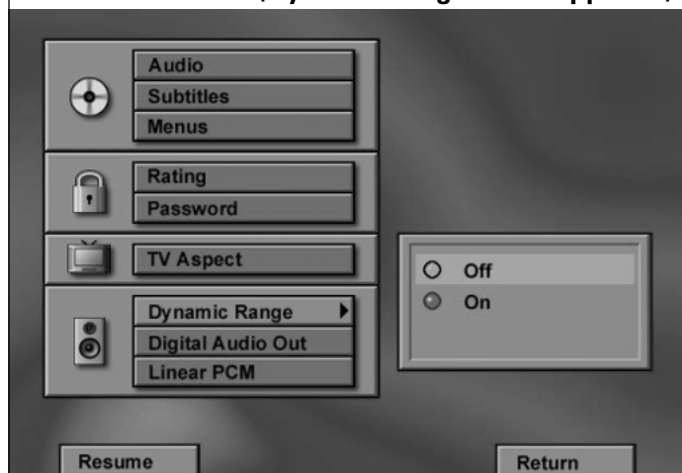 Audio
Subtitles
Menus
Rating
Password
TV Aspect
Dynamic Range
Digital Audio Out
Linear PCM
Off
On
Resume
Return